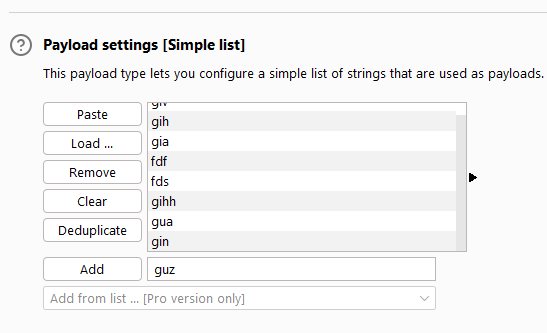 Payload settings [Simple list]
This payload type lets you configure a simple list of strings that are used as payloads.
Paste
Load ...
Remove
Clear
Deduplicate
gih
gia
fdf
fds
gihh
gua
gin
Add
guz
Add from list ... [Pro version only]